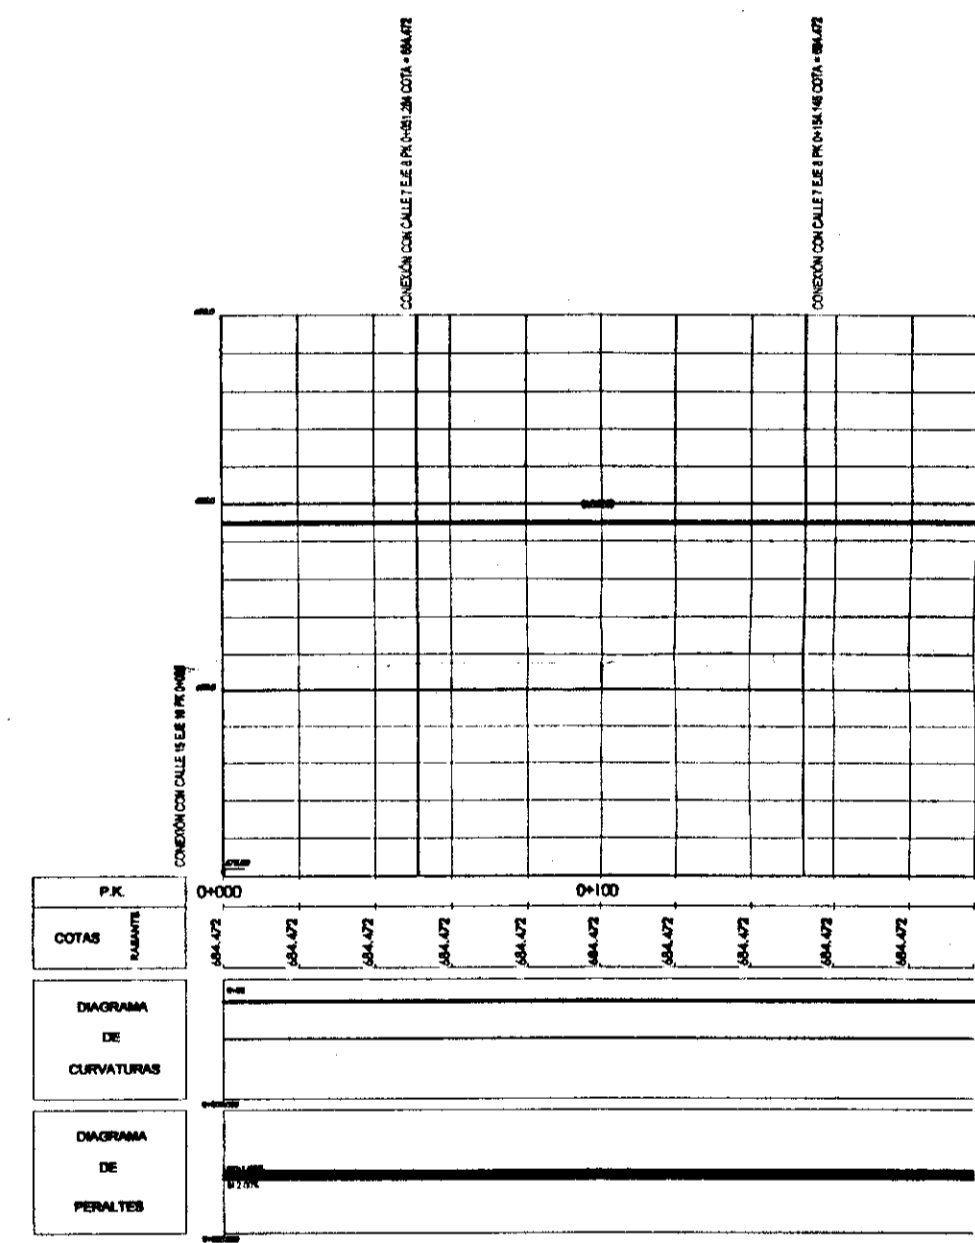 CONEXIÓN CON CALLE 7 EJE 8 PK 0+051.284 COTA = 684.472
CONEXIÓN CON CALLE 7 EJE 8 PK 0+154.146 COTA = 684.472
CONEXIÓN CON CALLE 15 EJE 16 PK
P.K.
0+000
0+100
COTAS
RASANTE
684.472
684.472
684.472
684.472
684.472
684.472
684.472
684.472
684.472
684.472
DIAGRAMA
DE
CURVATURAS
DIAGRAMA
DE
PERALTES